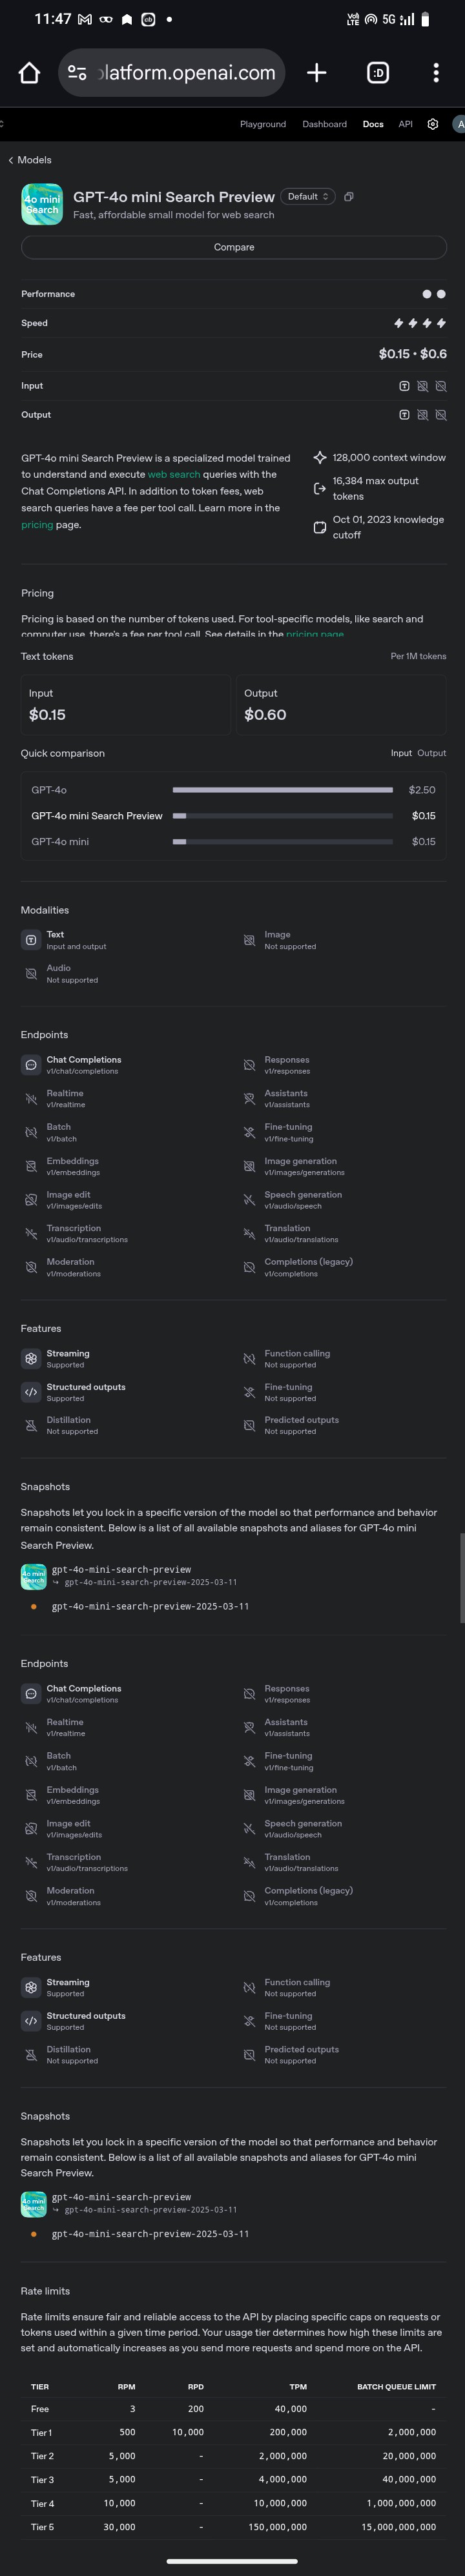 11:47
VoD LTE 5G
platform.openai.com
:D
Playground Dashboard Docs API A
Models
4o mini
Search
GPT-4o mini Search Preview Default
Fast, affordable small model for web search
Compare
Performance
Speed
Price $0.15 • $0.6
Input
Output
GPT-4o mini Search Preview is a specialized model trained
to understand and execute web search queries with the
Chat Completions API. In addition to token fees, web
search queries have a fee per tool call. Learn more in the
pricing page.
128,000 context window
16,384 max output
tokens
Oct 01, 2023 knowledge
cutoff
Pricing
Pricing is based on the number of tokens used. For tool-specific models, like search and
computer use, there's a fee per tool call. See details in the pricing page.
Text tokens Per 1M tokens
Input Output
$0.15 $0.60
Quick comparison Input Output
GPT-4o $2.50
GPT-4o mini Search Preview $0.15
GPT-4o mini $0.15
Modalities
Text Image
Input and output Not supported
Audio
Not supported
Endpoints
Chat Completions Responses
v1/chat/completions v1/responses
Realtime Assistants
v1/realtime v1/assistants
Batch Fine-tuning
v1/batch v1/fine-tuning
Embeddings Image generation
v1/embeddings v1/images/generations
Image edit Speech generation
v1/images/edits v1/audio/speech
Transcription Translation
v1/audio/transcriptions v1/audio/translations
Moderation Completions (legacy)
v1/moderations v1/completions
Features
Streaming Function calling
Supported Not supported
Structured outputs Fine-tuning
Supported Not supported
Distillation Predicted outputs
Not supported Not supported
Snapshots
Snapshots let you lock in a specific version of the model so that performance and behavior
remain consistent. Below is a list of all available snapshots and aliases for GPT-4o mini
Search Preview.
4o mini
Search
gpt-4o-mini-search-preview
↪ gpt-4o-mini-search-preview-2025-03-11
gpt-4o-mini-search-preview-2025-03-11
Endpoints
Chat Completions Responses
v1/chat/completions v1/responses
Realtime Assistants
v1/realtime v1/assistants
Batch Fine-tuning
v1/batch v1/fine-tuning
Embeddings Image generation
v1/embeddings v1/images/generations
Image edit Speech generation
v1/images/edits v1/audio/speech
Transcription Translation
v1/audio/transcriptions v1/audio/translations
Moderation Completions (legacy)
v1/moderations v1/completions
Features
Streaming Function calling
Supported Not supported
Structured outputs Fine-tuning
Supported Not supported
Distillation Predicted outputs
Not supported Not supported
Snapshots
Snapshots let you lock in a specific version of the model so that performance and behavior
remain consistent. Below is a list of all available snapshots and aliases for GPT-4o mini
Search Preview.
4o mini
Search
gpt-4o-mini-search-preview
↪ gpt-4o-mini-search-preview-2025-03-11
gpt-4o-mini-search-preview-2025-03-11
Rate limits
Rate limits ensure fair and reliable access to the API by placing specific caps on requests or
tokens used within a given time period. Your usage tier determines how high these limits are
set and automatically increases as you send more requests and spend more on the API.
TIER RPM RPD TPM BATCH QUEUE LIMIT
Free 3 200 40,000 -
Tier 1 500 10,000 200,000 2,000,000
Tier 2 5,000 - 2,000,000 20,000,000
Tier 3 5,000 - 4,000,000 40,000,000
Tier 4 10,000 - 10,000,000 1,000,000,000
Tier 5 30,000 - 150,000,000 15,000,000,000